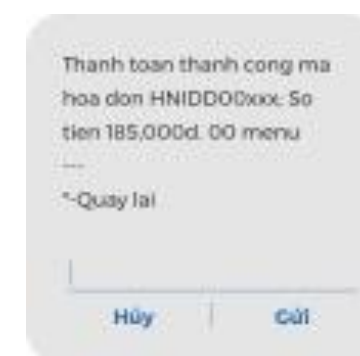 Thanh toan thanh cong ma
hoa don HNIDD00xxx. So
tien 185,000d. 00 menu
---
*-Quay lai
Hủy
Gửi